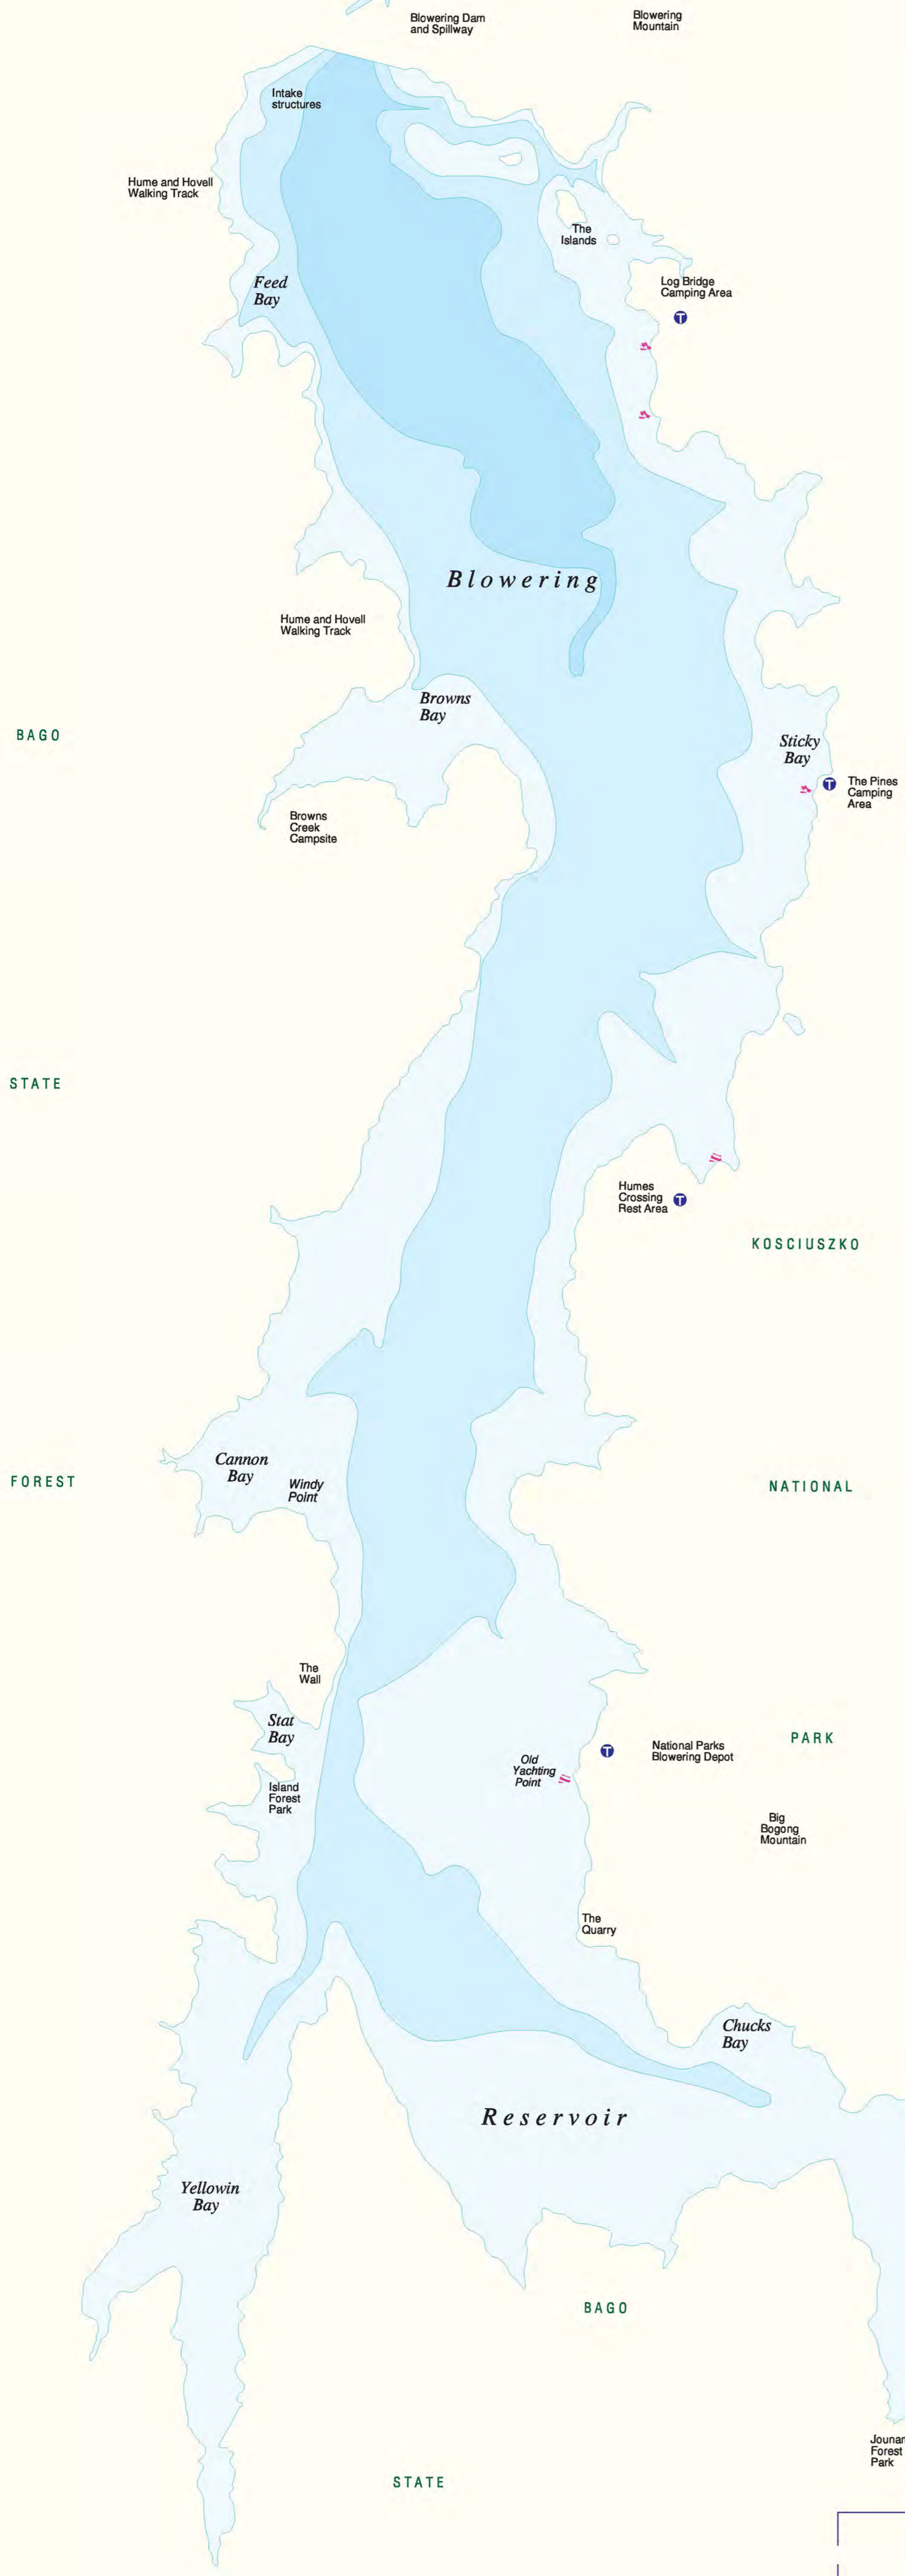 Blowering Dam
and Spillway
Blowering
Mountain
Intake
structures
Hume and Hovell
Walking Track
The
Islands
Feed
Bay
Log Bridge
Camping Area
T
Blowering
Hume and Hovell
Walking Track
Browns
Bay
BAGO
Sticky
Bay
T
The Pines
Camping
Area
Browns
Creek
Campsite
STATE
Humes
Crossing
Rest Area
T
KOSCIUSZKO
Cannon
Bay
Windy
Point
FOREST
NATIONAL
The
Wall
Stat
Bay
PARK
T
National Parks
Blowering Depot
Old
Yachting
Point
Island
Forest
Park
Big
Bogong
Mountain
The
Quarry
Chucks
Bay
Reservoir
Yellowin
Bay
BAGO
Forest
Park
STATE